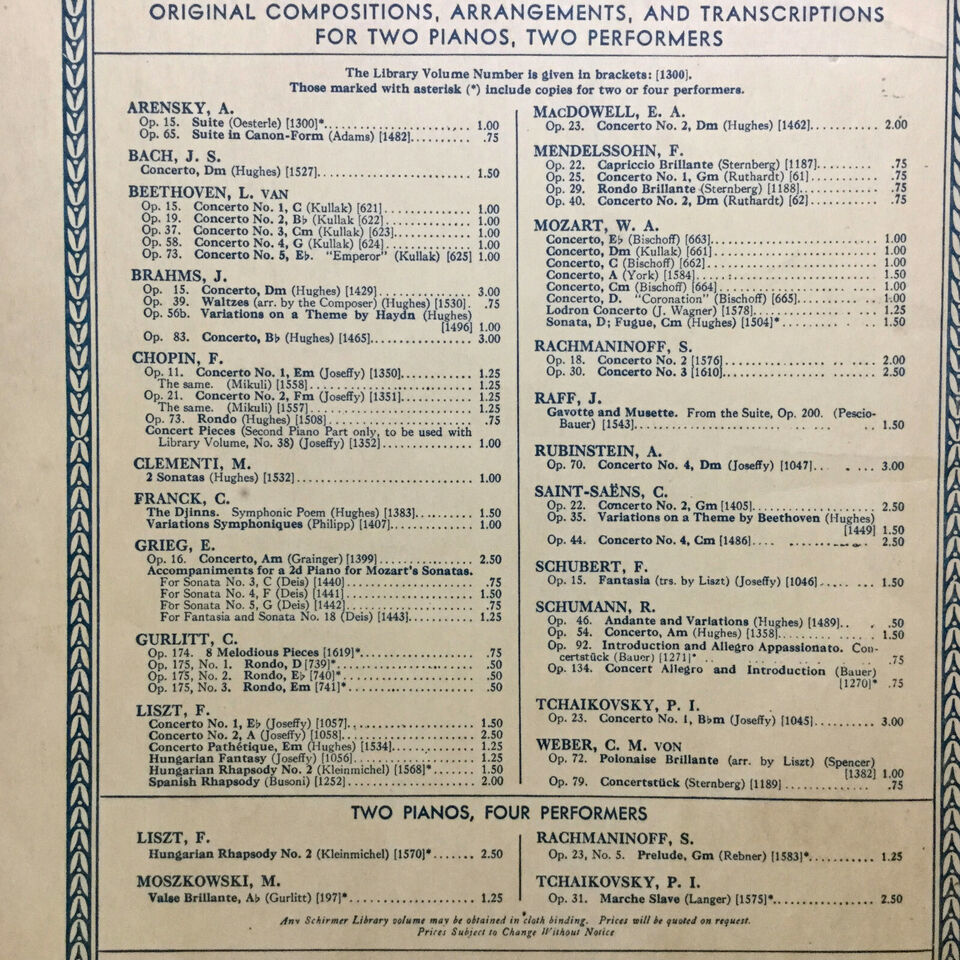 ORIGINAL COMPOSITIONS, ARRANGEMENTS, AND TRANSCRIPTIONS
FOR TWO PIANOS, TWO PERFORMERS
The Library Volume Number is given in brackets: [1300].
Those marked with asterisk (*) include copies for two or four performers.
ARENSKY, A.
Op. 15. Suite (Oesterle) [1300]*. 1.00
Op. 65. Suite in Canon-Form (Adams) [1482]. .75
BACH, J. S.
Concerto, Dm (Hughes) [1527]. 1.50
BEETHOVEN, L. VAN
Op. 15. Concerto No. 1, C (Kullak) [621] 1.00
Op. 19. Concerto No. 2, B♭ (Kullak [622] 1.00
Op. 37. Concerto No. 3, Cm (Kullak) [623] 1.00
Op. 58. Concerto No. 4, G (Kullak) [624] 1.00
Op. 73. Concerto No. 5, E♭. "Emperor" (Kullak) [625] 1.00
BRAHMS, J.
Op. 15. Concerto, Dm (Hughes) [1429] 3.00
Op. 39. Waltzes (arr. by the Composer) (Hughes) [1530]. .75
Op. 56b. Variations on a Theme by Haydn (Hughes)
[1496] 1.00
Op. 83. Concerto, B♭ (Hughes) [1465] 3.00
CHOPIN, F.
Op. 11. Concerto No. 1, Em (Joseffy) [1350] 1.25
The same. (Mikuli) [1558] 1.25
Op. 21. Concerto No. 2, Fm (Joseffy) [1351] 1.25
The same. (Mikuli) [1557] 1.25
Op. 73. Rondo (Hughes) [1508] .75
Concert Pieces (Second Piano Part only, to be used with
Library Volume, No. 38) (Joseffy) [1352] 1.00
CLEMENTI, M.
2 Sonatas (Hughes) [1532] 1.00
FRANCK, C.
The Djinns. Symphonic Poem (Hughes) [1383] 1.50
Variations Symphoniques (Philipp) [1407] 1.00
GRIEG, E.
Op. 16. Concerto, Am (Grainger) [1399] 2.50
Accompaniments for a 2d Piano for Mozart's Sonatas.
For Sonata No. 3, C (Deis) [1440] .75
For Sonata No. 4, F (Deis) [1441] 1.50
For Sonata No. 5, G (Deis) [1442] .75
For Fantasia and Sonata No. 18 (Deis) [1443] 1.25
GURLITT, C.
Op. 174. 8 Melodious Pieces [1619]* .75
Op. 175, No. 1. Rondo, D [739]* .50
Op. 175, No. 2. Rondo, E♭ [740]* .50
Op. 175, No. 3. Rondo, Em [741]* .50
LISZT, F.
Concerto No. 1, E♭ (Joseffy) [1057] 1.50
Concerto No. 2, A (Joseffy) [1058] 2.50
Concerto Pathétique, Em (Hughes) [1534] 1.25
Hungarian Fantasy (Joseffy) [1056] 1.25
Hungarian Rhapsody No. 2 (Kleinmichel) [1568]* 1.50
Spanish Rhapsody (Busoni) [1252] 2.00
MACDOWELL, E. A.
Op. 23. Concerto No. 2, Dm (Hughes) [1462] 2.00
MENDELSSOHN, F.
Op. 22. Capriccio Brillante (Sternberg) [1187] .75
Op. 25. Concerto No. 1, Gm (Ruthardt) [61] .75
Op. 29. Rondo Brillante (Sternberg) [1188] .75
Op. 40. Concerto No. 2, Dm (Ruthardt) [62] .75
MOZART, W. A.
Concerto, E♭ (Bischoff) [663] 1.00
Concerto, Dm (Kullak) [661] 1.00
Concerto, C (Bischoff) [662] 1.00
Concerto, A (York) [1584] 1.50
Concerto, Cm (Bischoff) [664] 1.00
Concerto, D. "Coronation" (Bischoff) [665] 1.00
Lodron Concerto (J. Wagner) [1578] 1.25
Sonata, D; Fugue, Cm (Hughes) [1504]* 1.50
RACHMANINOFF, S.
Op. 18. Concerto No. 2 [1576] 2.00
Op. 30. Concerto No. 3 [1610] 2.50
RAFF, J.
Gavotte and Musette. From the Suite, Op. 200. (Pescio-
Bauer) [1543] 1.50
RUBINSTEIN, A.
Op. 70. Concerto No. 4, Dm (Joseffy) [1047] 3.00
SAINT-SAËNS, C.
Op. 22. Concerto No. 2, Gm [1405] 2.50
Op. 35. Variations on a Theme by Beethoven (Hughes)
[1449] 1.50
Op. 44. Concerto No. 4, Cm [1486] 2.50
SCHUBERT, F.
Op. 15. Fantasia (trs. by Liszt) (Joseffy) [1046] 1.50
SCHUMANN, R.
Op. 46. Andante and Variations (Hughes) [1489] .50
Op. 54. Concerto, Am (Hughes) [1358] 1.50
Op. 92. Introduction and Allegro Appassionato. Con-
certstück (Bauer) [1271]* .75
Op. 134. Concert Allegro and Introduction (Bauer)
[1270]* .75
TCHAIKOVSKY, P. I.
Op. 23. Concerto No. 1, B♭m (Joseffy) [1045] 3.00
WEBER, C. M. VON
Op. 72. Polonaise Brillante (arr. by Liszt) (Spencer)
[1382] 1.00
Op. 79. Concertstück (Sternberg) [1189] .75
TWO PIANOS, FOUR PERFORMERS
LISZT, F.
Hungarian Rhapsody No. 2 (Kleinmichel) [1570]* 2.50
MOSZKOWSKI, M.
Valse Brillante, A♭ (Gurlitt) [197]* 1.25
RACHMANINOFF, S.
Op. 23, No. 5. Prelude, Gm (Rebner) [1583]* 1.25
TCHAIKOVSKY, P. I.
Op. 31. Marche Slave (Langer) [1575]* 2.50
Any Schirmer Library volume may be obtained in cloth binding. Prices will be quoted on request.
Prices Subject to Change Without Notice